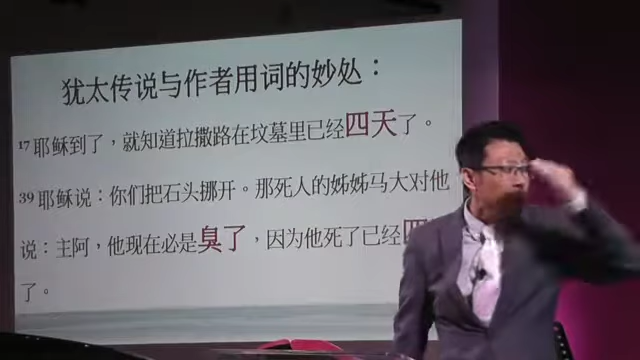 犹太传说与作者用词的妙处：
17 耶稣到了，就知道拉撒路在坟墓里已经四天了。
39 耶稣说：你们把石头挪开。那死人的姊姊马大对他
说：主阿，他现在必是臭了，因为他死了已经四
了。